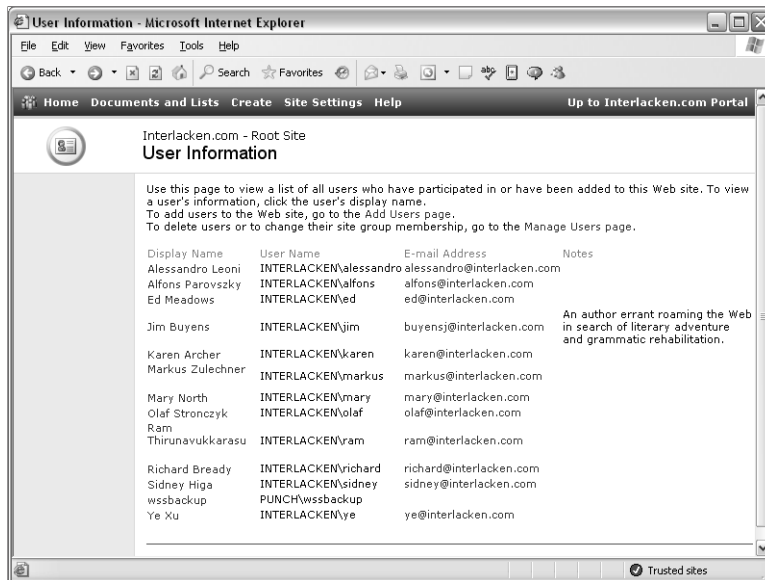 User Information - Microsoft Internet Explorer
File Edit View Favorites Tools Help
Back Search Favorites
Home Documents and Lists Create Site Settings Help Up to Interlacken.com Portal
Interlacken.com - Root Site
User Information
Use this page to view a list of all users who have participated in or have been added to this Web site. To view
a user's information, click the user's display name.
To add users to the Web site, go to the Add Users page.
To delete users or to change their site group membership, go to the Manage Users page.
Display Name User Name E-mail Address Notes
Alessandro Leoni INTERLACKEN\alessandro alessandro@interlacken.com
Alfons Parovszky INTERLACKEN\alfons alfons@interlacken.com
Ed Meadows INTERLACKEN\ed ed@interlacken.com
An author errant roaming the Web
Jim Buyens INTERLACKEN\jim buyensj@interlacken.com in search of literary adventure
and grammatic rehabilitation.
Karen Archer INTERLACKEN\karen karen@interlacken.com
Markus Zulechner
INTERLACKEN\markus markus@interlacken.com
Mary North INTERLACKEN\mary mary@interlacken.com
Olaf Stronczyk INTERLACKEN\olaf olaf@interlacken.com
Ram
Thirunavukkarasu INTERLACKEN\ram ram@interlacken.com
Richard Bready INTERLACKEN\richard richard@interlacken.com
Sidney Higa INTERLACKEN\sidney sidney@interlacken.com
wssbackup PUNCH\wssbackup
Ye Xu INTERLACKEN\ye ye@interlacken.com
Trusted sites